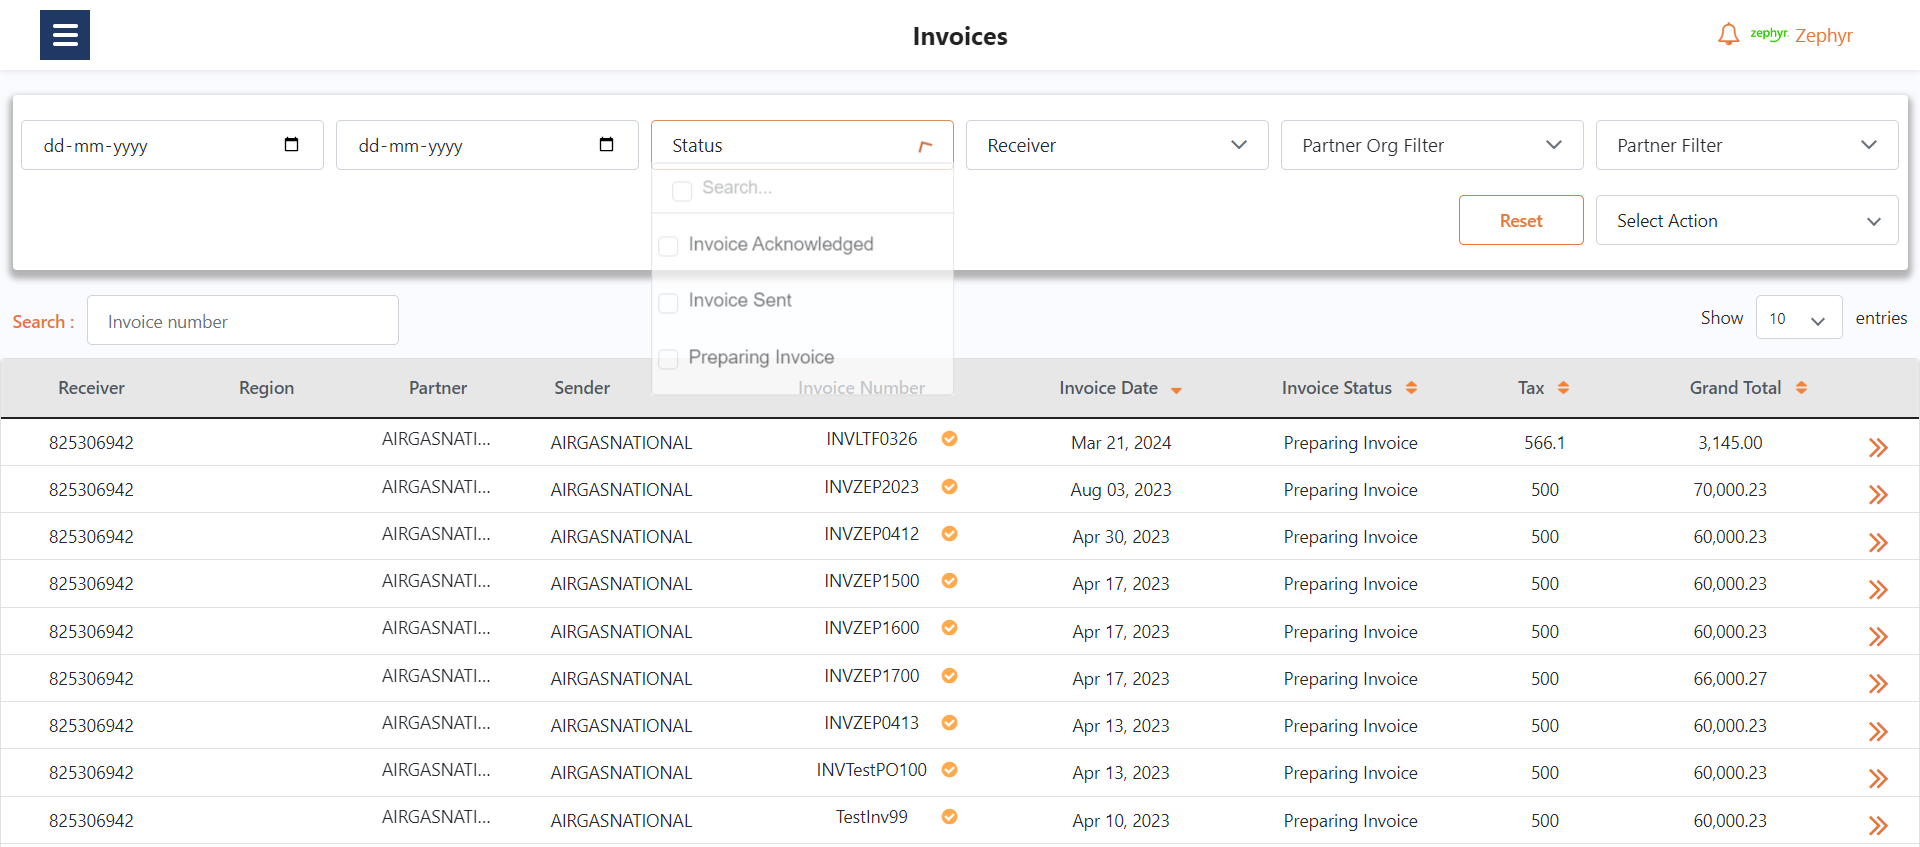 Invoices
zephyr Zephyr
dd-mm-yyyy dd-mm-yyyy Status Receiver Partner Org Filter Partner Filter
Search...
Reset Select Action
Invoice Acknowledged
Invoice Sent
Preparing Invoice
Search : Invoice number Show 10 entries
Receiver Region Partner Sender Invoice Number Invoice Date Invoice Status Tax Grand Total
825306942 AIRGASNATI... AIRGASNATIONAL INVLTF0326 Mar 21, 2024 Preparing Invoice 566.1 3,145.00
825306942 AIRGASNATI... AIRGASNATIONAL INVZEP2023 Aug 03, 2023 Preparing Invoice 500 70,000.23
825306942 AIRGASNATI... AIRGASNATIONAL INVZEP0412 Apr 30, 2023 Preparing Invoice 500 60,000.23
825306942 AIRGASNATI... AIRGASNATIONAL INVZEP1500 Apr 17, 2023 Preparing Invoice 500 60,000.23
825306942 AIRGASNATI... AIRGASNATIONAL INVZEP1600 Apr 17, 2023 Preparing Invoice 500 60,000.23
825306942 AIRGASNATI... AIRGASNATIONAL INVZEP1700 Apr 17, 2023 Preparing Invoice 500 66,000.27
825306942 AIRGASNATI... AIRGASNATIONAL INVZEP0413 Apr 13, 2023 Preparing Invoice 500 60,000.23
825306942 AIRGASNATI... AIRGASNATIONAL INVTestPO100 Apr 13, 2023 Preparing Invoice 500 60,000.23
825306942 AIRGASNATI... AIRGASNATIONAL TestInv99 Apr 10, 2023 Preparing Invoice 500 60,000.23